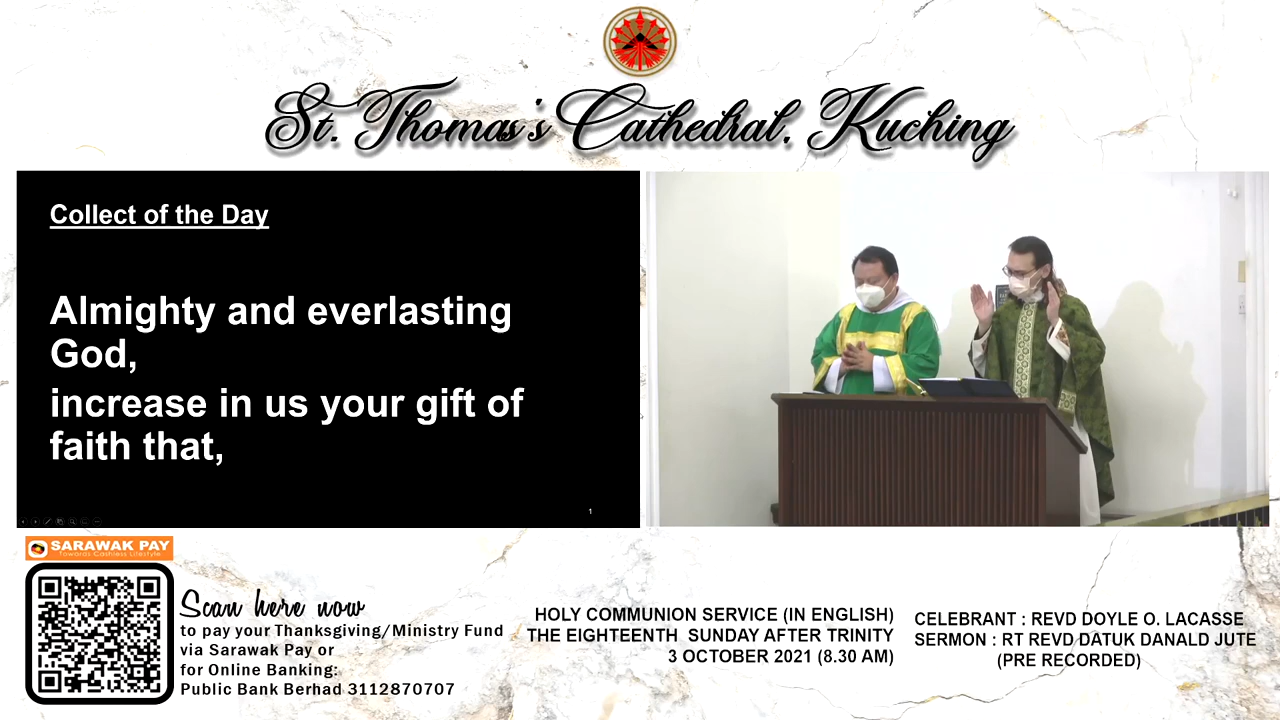 St. Thomas's Cathedral, Kuching
Collect of the Day
Almighty and everlasting
God,
increase in us your gift of
faith that,
1
SARAWAK PAY
Towards Cashless Lifestyle
Scan here now
to pay your Thanksgiving/Ministry Fund
via Sarawak Pay or
for Online Banking:
Public Bank Berhad 3112870707
HOLY COMMUNION SERVICE (IN ENGLISH)
THE EIGHTEENTH SUNDAY AFTER TRINITY
3 OCTOBER 2021 (8.30 AM)
CELEBRANT : REVD DOYLE O. LACASSE
SERMON : RT REVD DATUK DANALD JUTE
(PRE RECORDED)